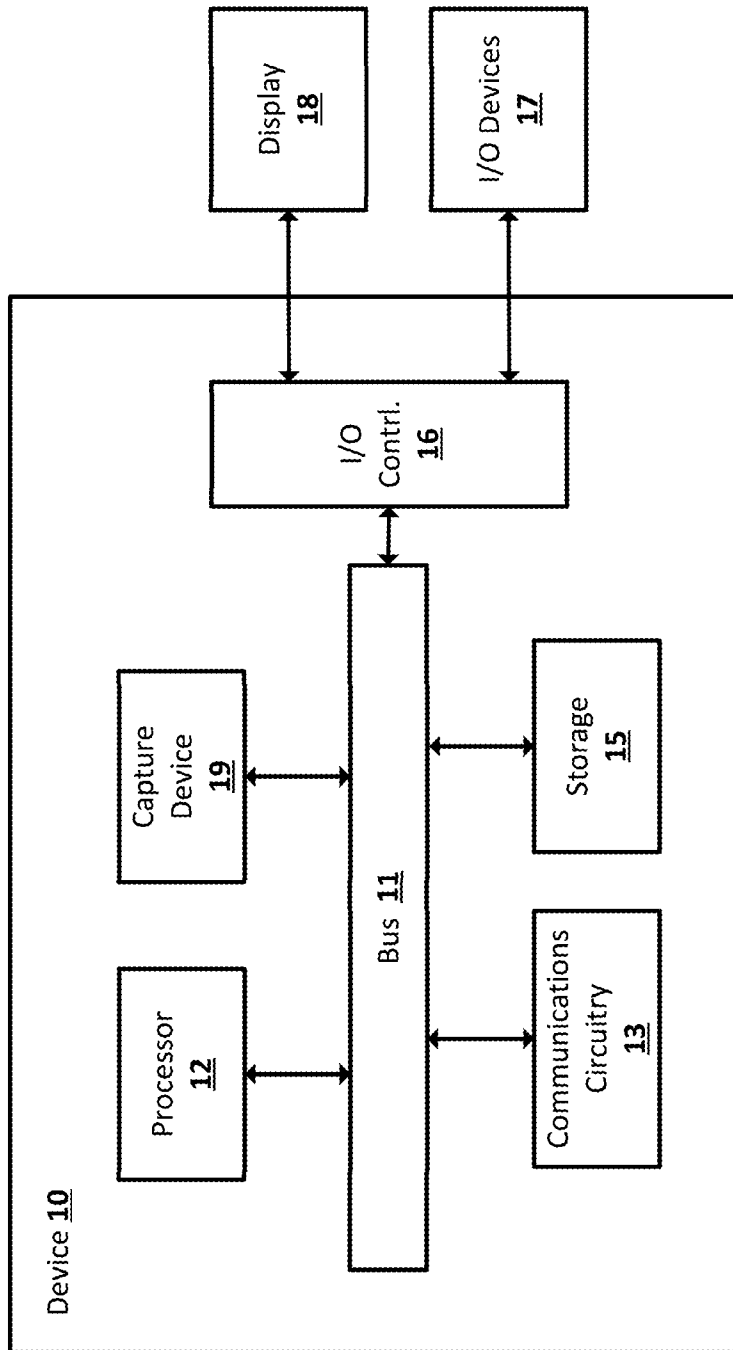 Device 10
Processor
12
Capture
Device
19
Bus 11
Communications
Circuitry
13
Storage
15
I/O
Contrl.
16
Display
18
I/O Devices
17